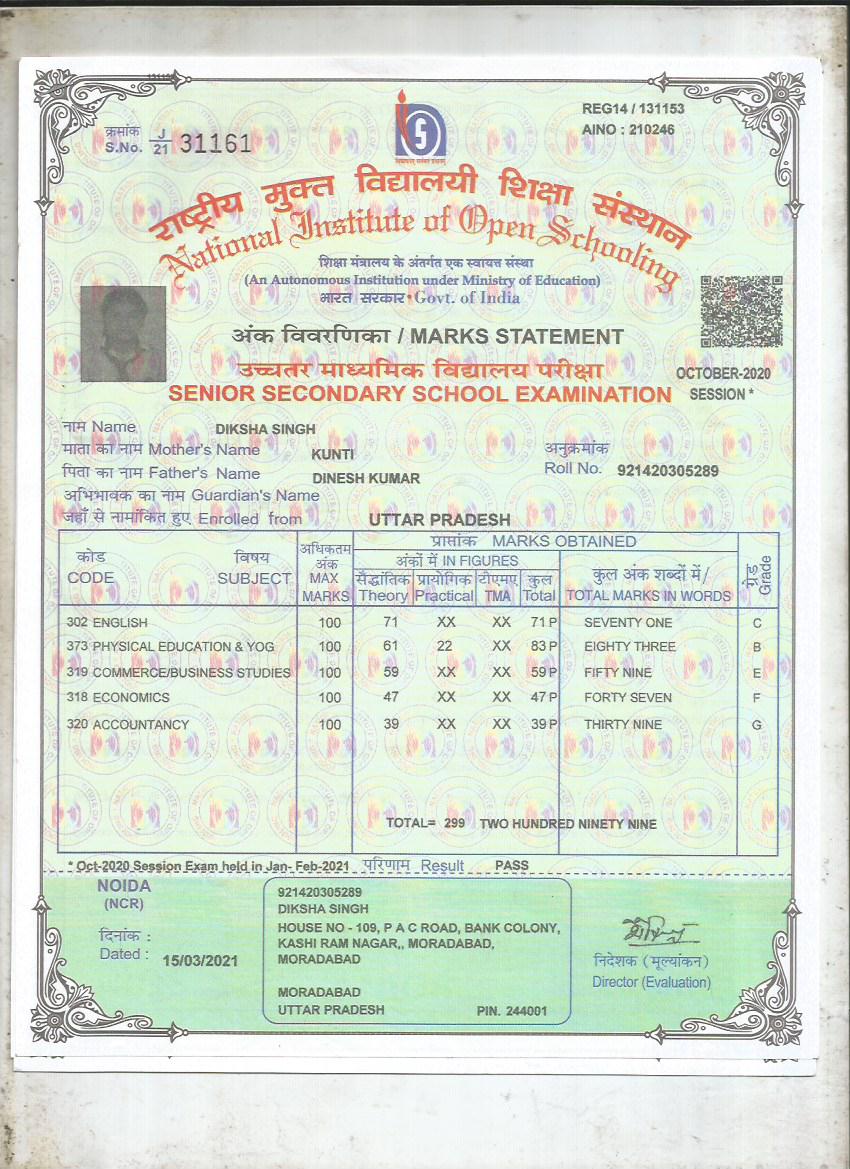 REG14 / 131153
AINO : 210246
क्रमांक
S.No. J/21 31161
राष्ट्रीय मुक्त विद्यालयी शिक्षा संस्थान
National Institute of Open Schooling
शिक्षा मंत्रालय के अंतर्गत एक स्वायत्त संस्था
(An Autonomous Institution under Ministry of Education)
भारत सरकार • Govt. of India
अंक विवरणिका / MARKS STATEMENT
उच्चतर माध्यमिक विद्यालय परीक्षा
SENIOR SECONDARY SCHOOL EXAMINATION
OCTOBER-2020
SESSION *
नाम Name DIKSHA SINGH
माता का नाम Mother's Name KUNTI
अनुक्रमांक
Roll No. 921420305289
पिता का नाम Father's Name DINESH KUMAR
अभिभावक का नाम Guardian's Name
जहाँ से नामांकित हुए Enrolled from UTTAR PRADESH
कोड CODE विषय SUBJECT अधिकतम अंक MAX MARKS प्राप्तांक MARKS OBTAINED
अंकों में IN FIGURES कुल अंक शब्दों में/ TOTAL MARKS IN WORDS ग्रेड Grade
सैद्धांतिक Theory प्रायोगिक Practical टीएमए TMA कुल Total
302 ENGLISH 100 71 XX XX 71 P SEVENTY ONE C
373 PHYSICAL EDUCATION & YOG 100 61 22 XX 83 P EIGHTY THREE B
319 COMMERCE/BUSINESS STUDIES 100 59 XX XX 59 P FIFTY NINE E
318 ECONOMICS 100 47 XX XX 47 P FORTY SEVEN F
320 ACCOUNTANCY 100 39 XX XX 39 P THIRTY NINE G
TOTAL= 299 TWO HUNDRED NINETY NINE
* Oct-2020 Session Exam held in Jan- Feb-2021 परिणाम Result PASS
NOIDA
(NCR)
दिनांक :
Dated : 15/03/2021
921420305289
DIKSHA SINGH
HOUSE NO - 109, P A C ROAD, BANK COLONY,
KASHI RAM NAGAR,, MORADABAD,
MORADABAD
MORADABAD
UTTAR PRADESH PIN. 244001
निदेशक (मूल्यांकन)
Director (Evaluation)